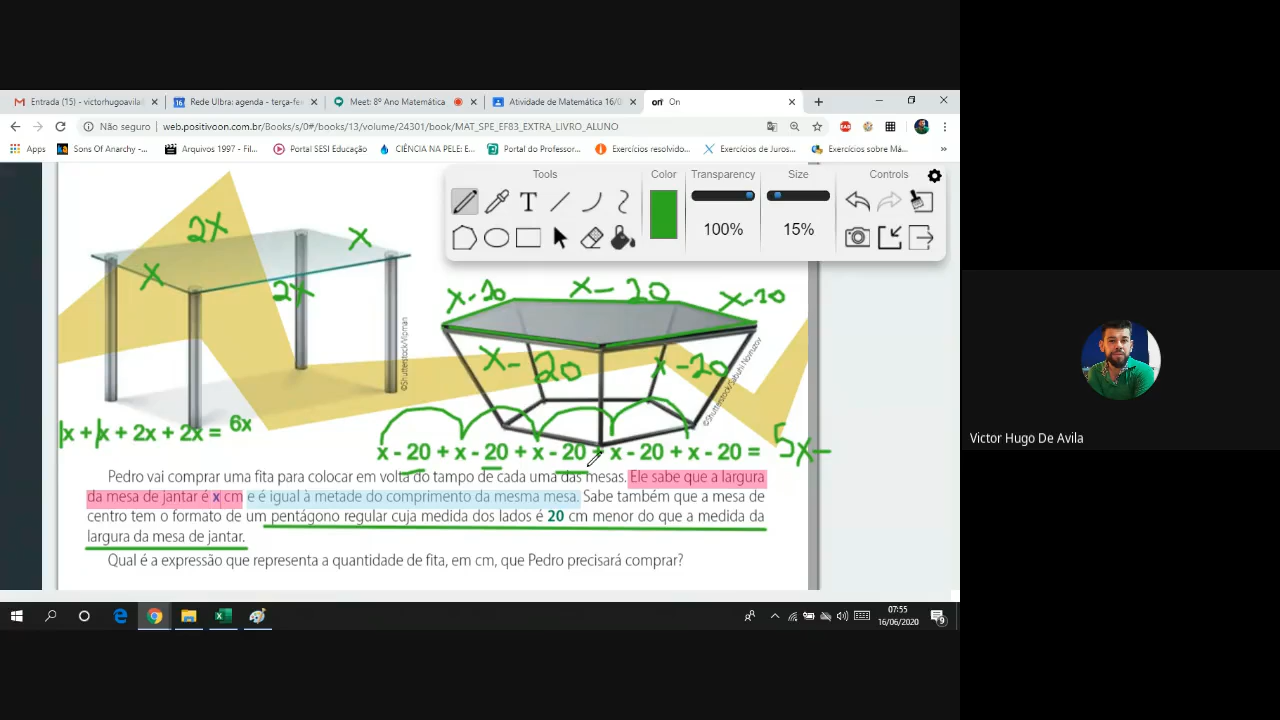 Entrada (15) - victorhugoavila
Rede Ulbra: agenda - terça-fei
Meet: 8º Ano Matemática
Atividade de Matemática 16/0
On
Não seguro
web.positivoon.com.br/Books/s/0#/books/13/volume/24301/book/MAT_SPE_EF83_EXTRA_LIVRO_ALUNO
Apps
Sons Of Anarchy -...
Arquivos 1997 - Fil...
Portal SESI Educação
CIÊNCIA NA PELE: E...
Portal do Professor...
Exercícios resolvido...
Exercícios de Juros...
Exercícios sobre Má...
»
Tools
Color
Transparency
Size
Controls
100%
15%
2X
X
X
2X
X-20
X-20
X-20
X-20
X-20
©Shutterstock/Vipman
x + x + 2x + 2x = 6x
x - 20 + x - 20 + x - 20 + x - 20 + x - 20 = 5x -
Pedro vai comprar uma fita para colocar em volta do tampo de cada uma das mesas. Ele sabe que a largura
da mesa de jantar é x cm e é igual à metade do comprimento da mesma mesa. Sabe também que a mesa de
centro tem o formato de um pentágono regular cuja medida dos lados é 20 cm menor do que a medida da
largura da mesa de jantar.
Qual é a expressão que representa a quantidade de fita, em cm, que Pedro precisará comprar?
07:55
16/06/2020
9
Victor Hugo De Avila